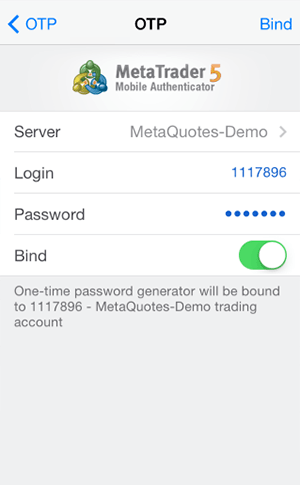 OTP OTP Bind
MetaTrader 5
Mobile Authenticator
Server MetaQuotes-Demo
Login 1117896
Password •••••••
Bind
One-time password generator will be bound
to 1117896 - MetaQuotes-Demo trading
account